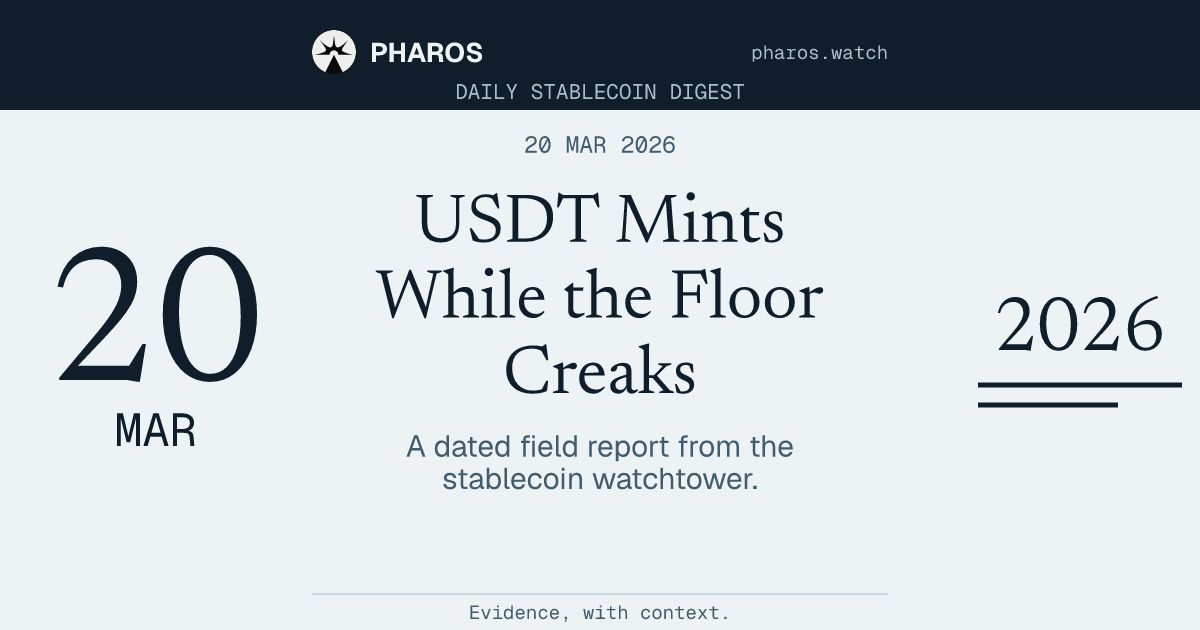 PHAROS
pharos.watch
DAILY STABLECOIN DIGEST
20 MAR 2026
USDT Mints
While the Floor
Creaks
20
MAR
2026
A dated field report from the
stablecoin watchtower.
Evidence, with context.